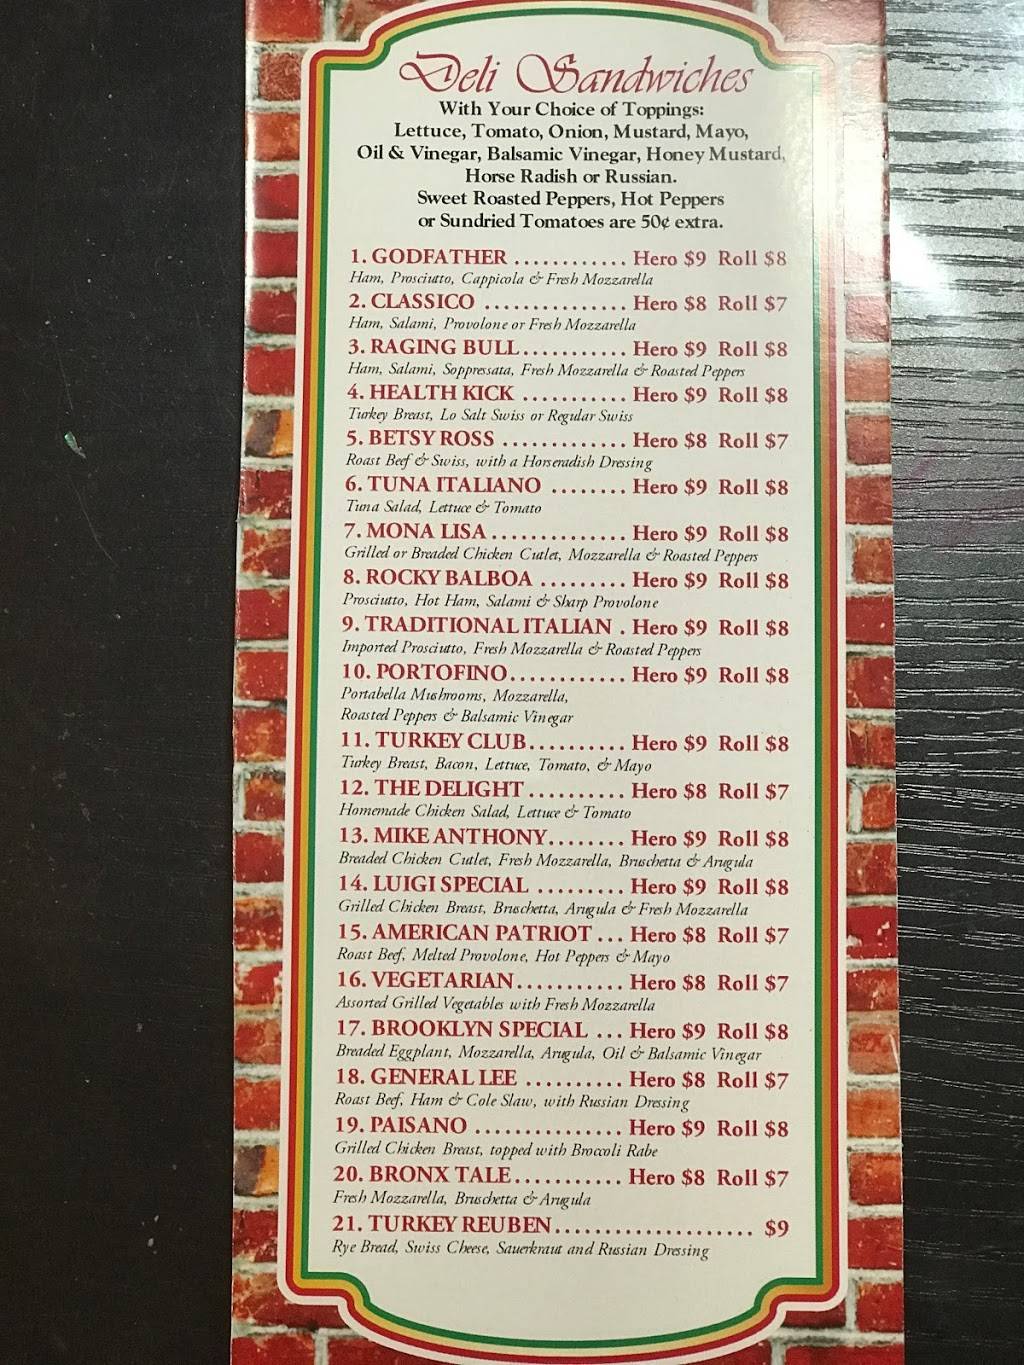 Deli Sandwiches
With Your Choice of Toppings:
Lettuce, Tomato, Onion, Mustard, Mayo,
Oil & Vinegar, Balsamic Vinegar, Honey Mustard,
Horse Radish or Russian.
Sweet Roasted Peppers, Hot Peppers
or Sundried Tomatoes are 50¢ extra.
1. GODFATHER ............ Hero $9 Roll $8
Ham, Prosciutto, Cappicola & Fresh Mozzarella
2. CLASSICO ............... Hero $8 Roll $7
Ham, Salami, Provolone or Fresh Mozzarella
3. RAGING BULL........... Hero $9 Roll $8
Ham, Salami, Soppressata, Fresh Mozzarella & Roasted Peppers
4. HEALTH KICK ........... Hero $9 Roll $8
Turkey Breast, Lo Salt Swiss or Regular Swiss
5. BETSY ROSS ............. Hero $8 Roll $7
Roast Beef & Swiss, with a Horseradish Dressing
6. TUNA ITALIANO ........ Hero $9 Roll $8
Tuna Salad, Lettuce & Tomato
7. MONA LISA.............. Hero $9 Roll $8
Grilled or Breaded Chicken Cutlet, Mozzarella & Roasted Peppers
8. ROCKY BALBOA ......... Hero $9 Roll $8
Prosciutto, Hot Ham, Salami & Sharp Provolone
9. TRADITIONAL ITALIAN . Hero $9 Roll $8
Imported Prosciutto, Fresh Mozzarella & Roasted Peppers
10. PORTOFINO............ Hero $9 Roll $8
Portabella Mushrooms, Mozzarella,
Roasted Peppers & Balsamic Vinegar
11. TURKEY CLUB.......... Hero $9 Roll $8
Turkey Breast, Bacon, Lettuce, Tomato, & Mayo
12. THE DELIGHT .......... Hero $8 Roll $7
Homemade Chicken Salad, Lettuce & Tomato
13. MIKE ANTHONY........ Hero $9 Roll $8
Breaded Chicken Cutlet, Fresh Mozzarella, Bruschetta & Arugula
14. LUIGI SPECIAL ......... Hero $9 Roll $8
Grilled Chicken Breast, Bruschetta, Arugula & Fresh Mozzarella
15. AMERICAN PATRIOT ... Hero $8 Roll $7
Roast Beef, Melted Provolone, Hot Peppers & Mayo
16. VEGETARIAN........... Hero $8 Roll $7
Assorted Grilled Vegetables with Fresh Mozzarella
17. BROOKLYN SPECIAL ... Hero $9 Roll $8
Breaded Eggplant, Mozzarella, Arugula, Oil & Balsamic Vinegar
18. GENERAL LEE .......... Hero $8 Roll $7
Roast Beef, Ham & Cole Slaw, with Russian Dressing
19. PAISANO ............... Hero $9 Roll $8
Grilled Chicken Breast, topped with Broccoli Rabe
20. BRONX TALE........... Hero $8 Roll $7
Fresh Mozzarella, Bruschetta & Arugula
21. TURKEY REUBEN.................... $9
Rye Bread, Swiss Cheese, Sauerkraut and Russian Dressing